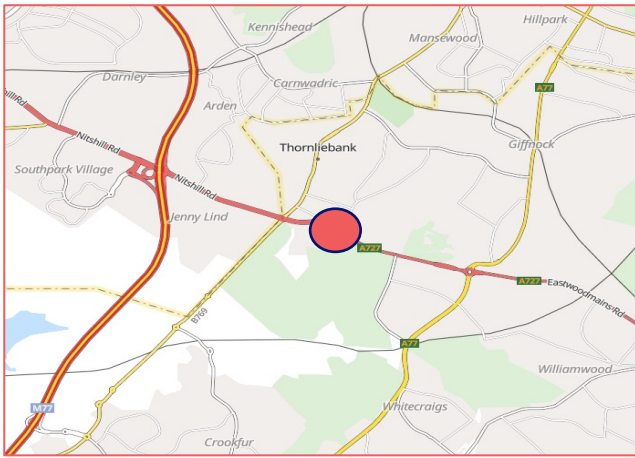 Hillpark
Kennishead
Mansewood
Darnley
Carnwadric
A77
Arden
Nitshill Rd
Giffnock
Thornliebank
Southpark Village
Nitshill Rd
Jenny Lind
A727
A727
Eastwoodmains Rd
B769
A77
Williamwood
M77
Whitecraigs
Crookfur